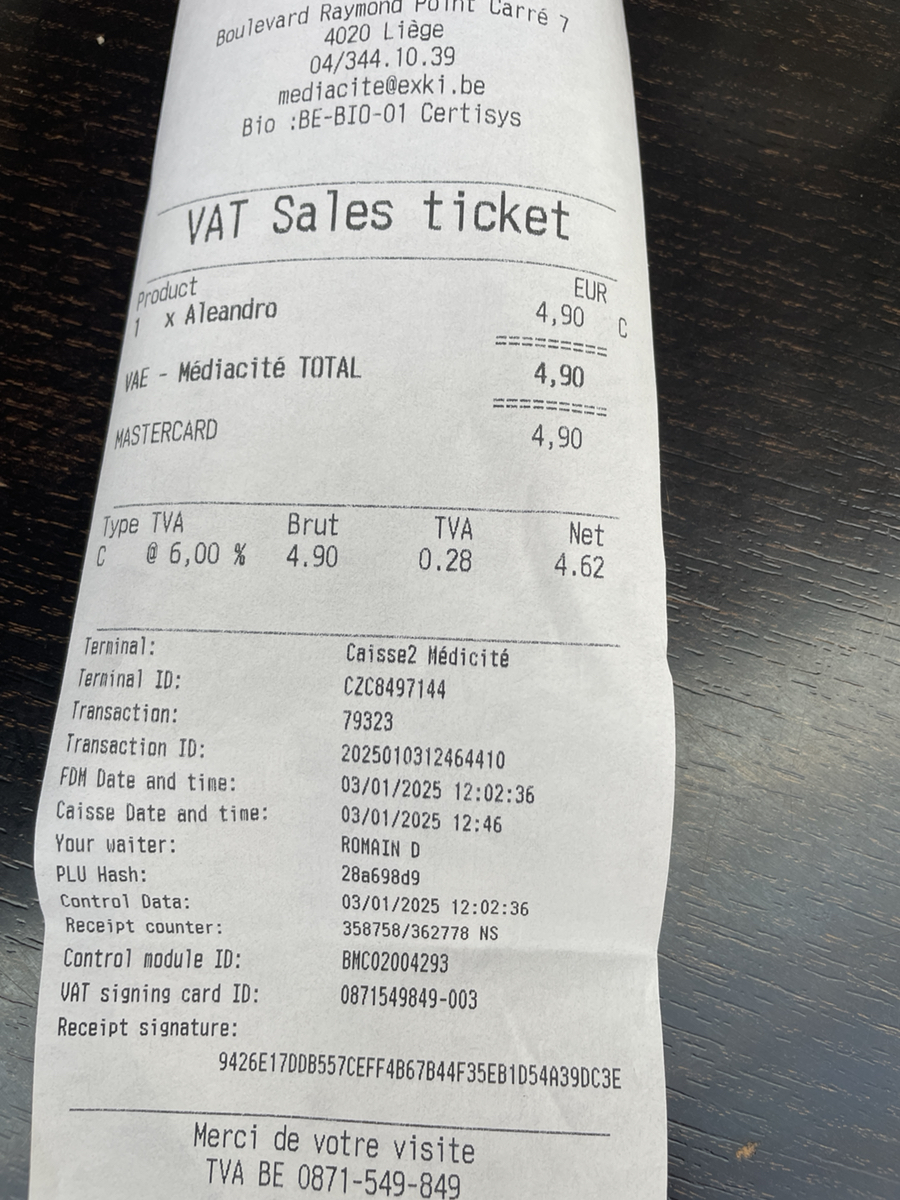 Boulevard Raymond Point Carré 7
4020 Liège
04/344.10.39
mediacite@exki.be
Bio :BE-BIO-01 Certisys
VAT Sales ticket
Product EUR
1 x Aleandro 4,90 C
==========
VAE - Médiacité TOTAL 4,90
==========
MASTERCARD 4,90
Type TVA Brut TVA Net
C @ 6,00 % 4.90 0.28 4.62
Terminal: Caisse2 Médicité
Terminal ID: CZC8497144
Transaction: 79323
Transaction ID: 2025010312464410
FDM Date and time: 03/01/2025 12:02:36
Caisse Date and time: 03/01/2025 12:46
Your waiter: ROMAIN D
PLU Hash: 28a698d9
Control Data: 03/01/2025 12:02:36
Receipt counter: 358758/362778 NS
Control module ID: BMC02004293
VAT signing card ID: 0871549849-003
Receipt signature:
9426E17DDB557CEFF4B67B44F35EB1D54A39DC3E
Merci de votre visite
TVA BE 0871-549-849